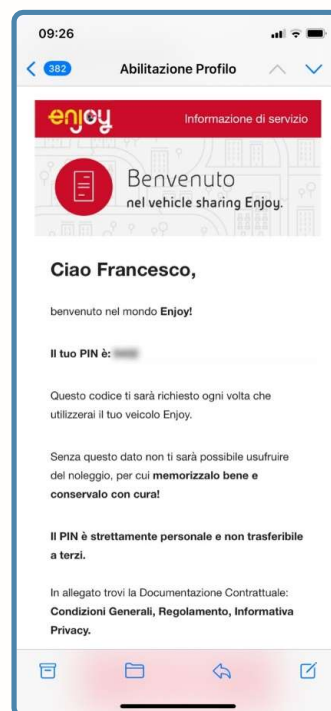 09:26
382
Abilitazione Profilo
enjoy
Informazione di servizio
Benvenuto
nel vehicle sharing Enjoy.
Ciao Francesco,
benvenuto nel mondo Enjoy!
Il tuo PIN è:
Questo codice ti sarà richiesto ogni volta che
utilizzerai il tuo veicolo Enjoy.
Senza questo dato non ti sarà possibile usufruire
del noleggio, per cui memorizzalo bene e
conservalo con cura!
Il PIN è strettamente personale e non trasferibile
a terzi.
In allegato trovi la Documentazione Contrattuale:
Condizioni Generali, Regolamento, Informativa
Privacy.